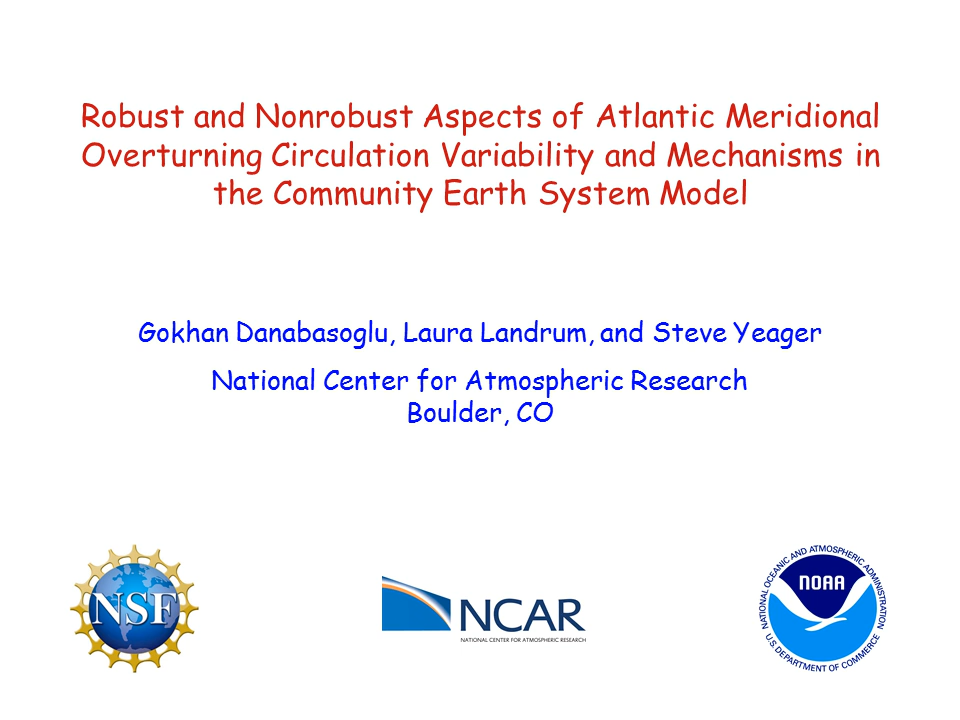 Robust and Nonrobust Aspects of Atlantic Meridional
Overturning Circulation Variability and Mechanisms in
the Community Earth System Model
Gokhan Danabasoglu, Laura Landrum, and Steve Yeager
National Center for Atmospheric Research
Boulder, CO
NSF
NCAR
NATIONAL CENTER FOR ATMOSPHERIC RESEARCH
NATIONAL OCEANIC AND ATMOSPHERIC ADMINISTRATION
NOAA
U.S. DEPARTMENT OF COMMERCE